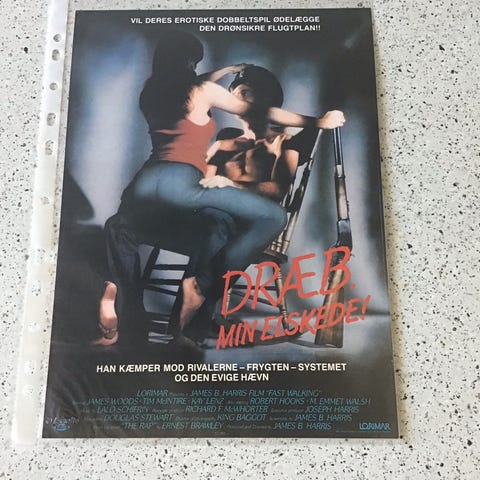 VIL DERES EROTISKE DOBBELTSPIL ØDELÆGGE
DEN DRØNSIKRE FLUGTPLAN!!
DRÆB,
MIN ELSKEDE!
HAN KÆMPER MOD RIVALERNE – FRYGTEN – SYSTEMET
OG DEN EVIGE HÆVN
LORIMAR JAMES B. HARRIS FILM "FAST WALKING"
JAMES WOODS · TIM McINTIRE · KAY LENZ ROBERT HOOKS · M. EMMET WALSH
LALO SCHIFRIN RICHARD F. McWHORTER JOSEPH HARRIS
DOUGLAS STEWART KING BAGGOT JAMES B. HARRIS
"THE RAP" by ERNEST BRAWLEY JAMES B. HARRIS
LORIMAR